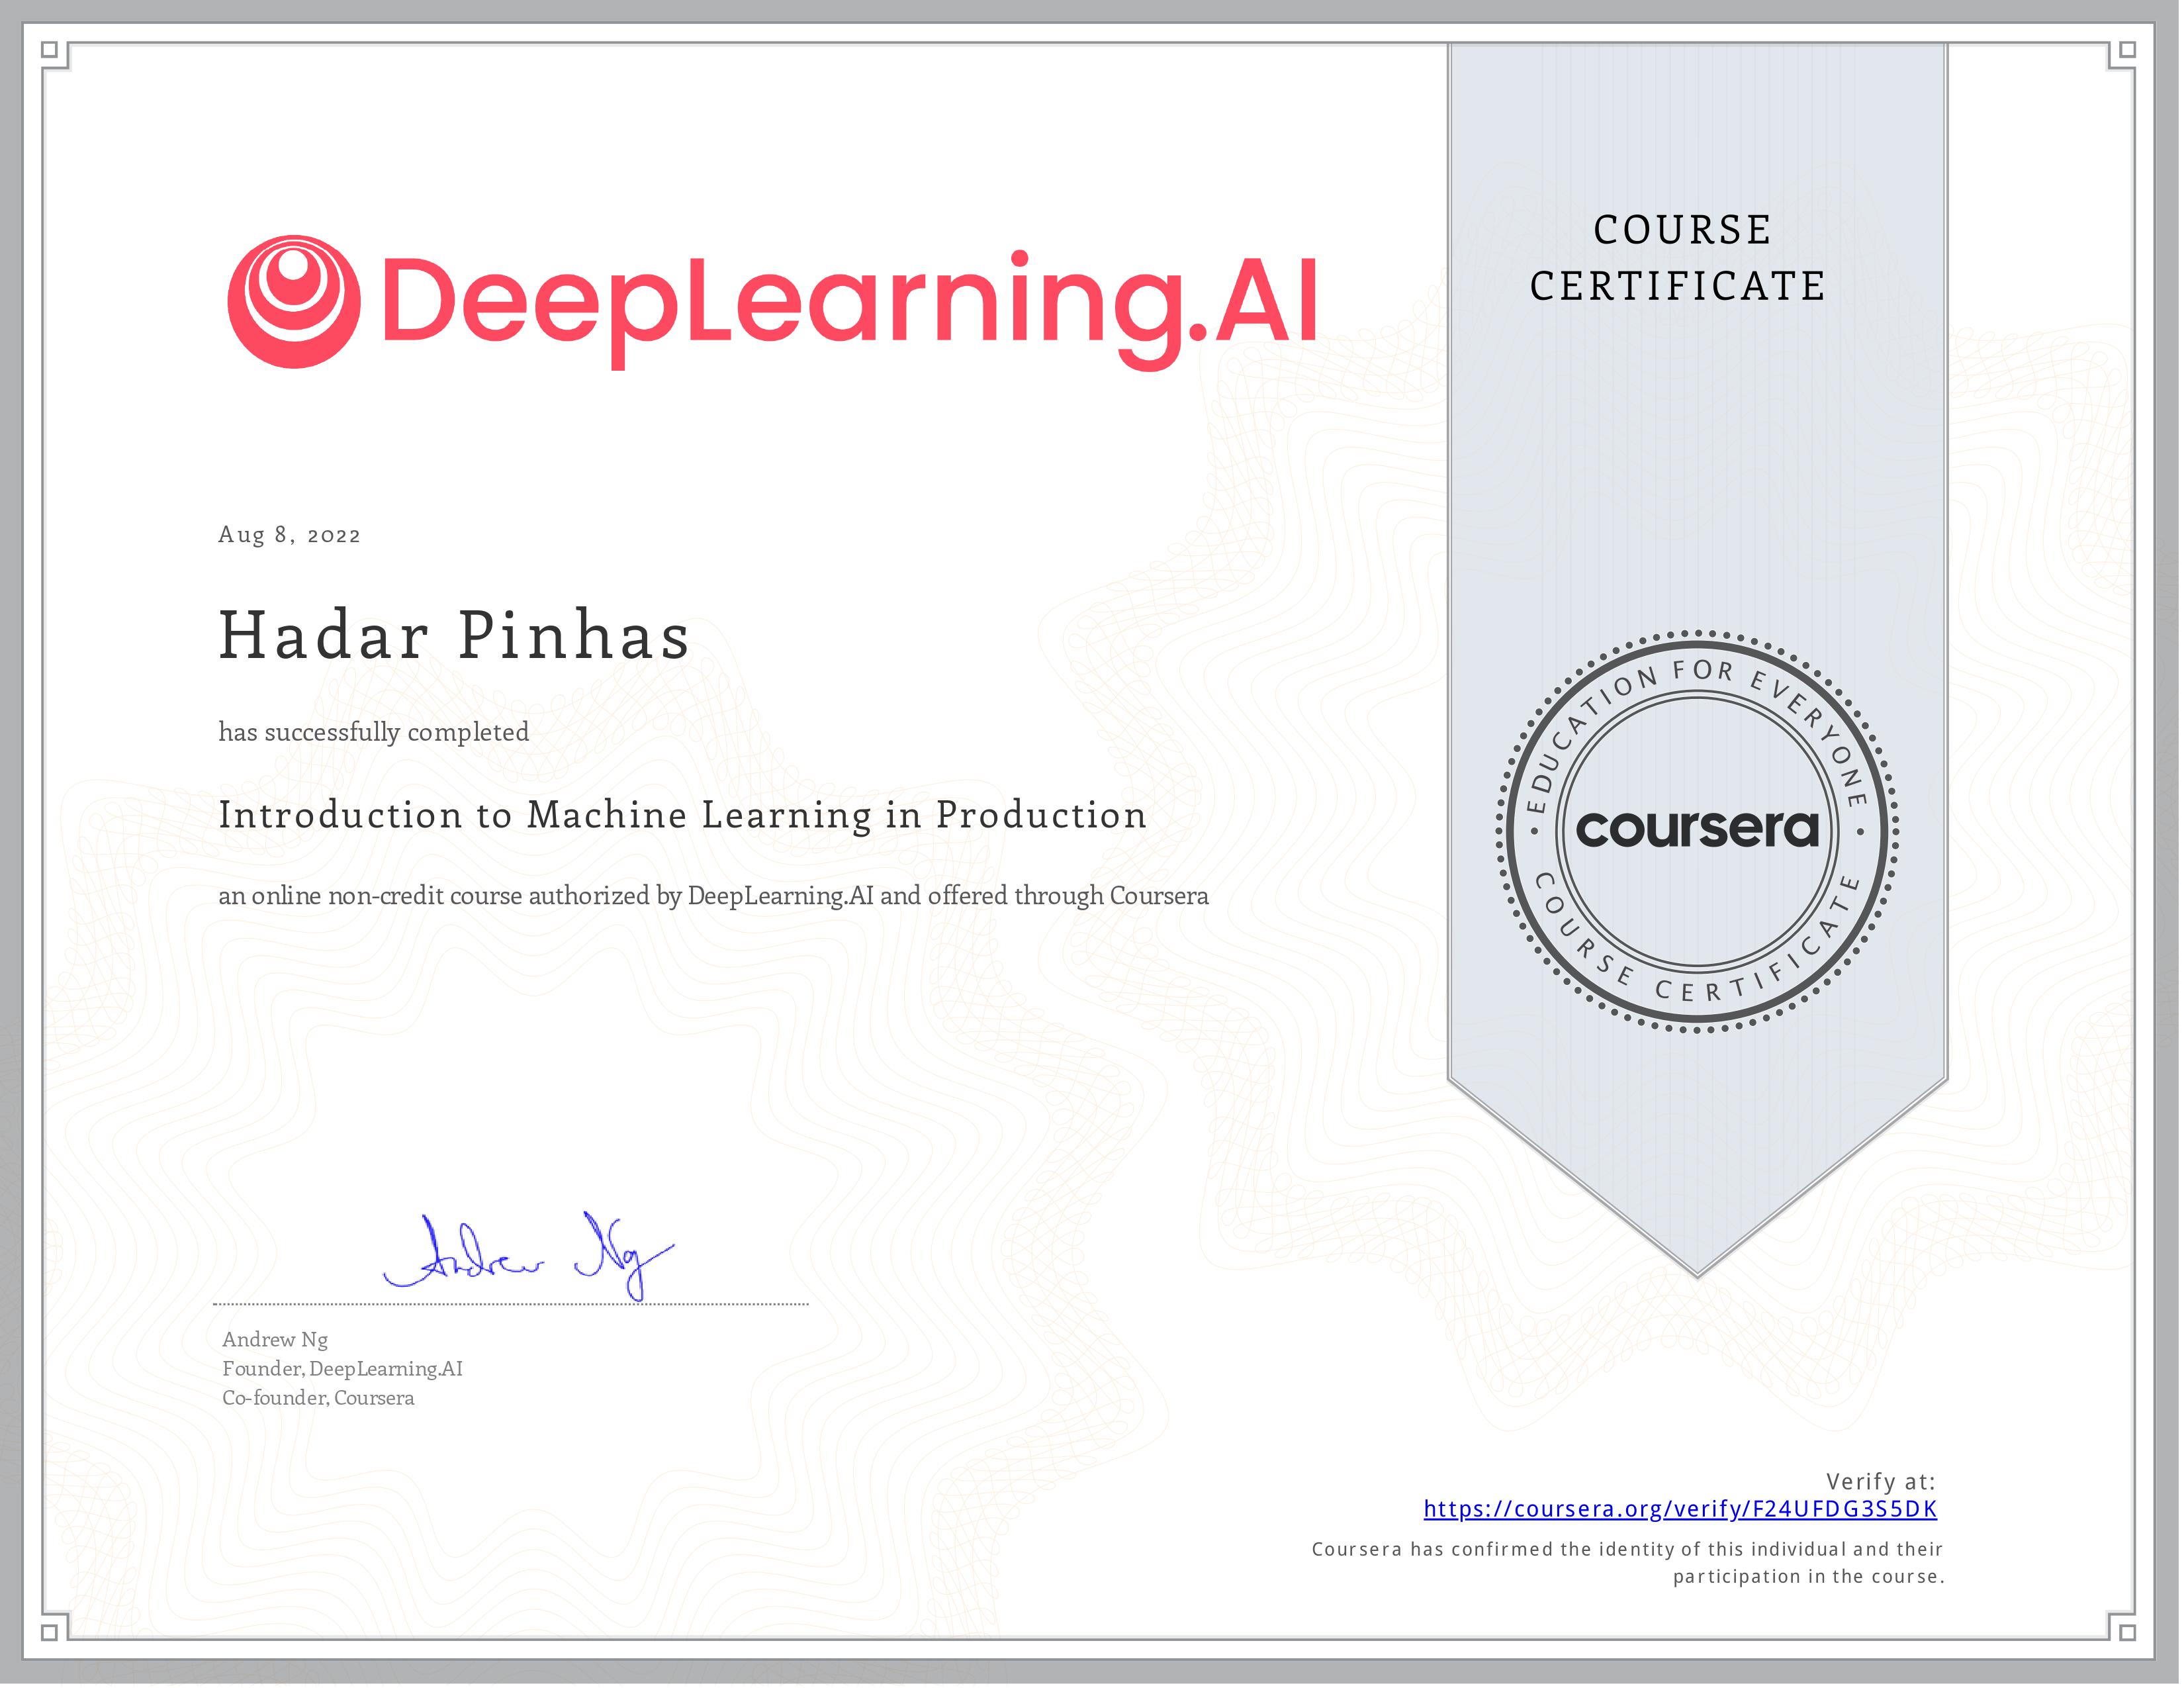 DeepLearning.AI
COURSE
CERTIFICATE
Aug 8, 2022
Hadar Pinhas
has successfully completed
Introduction to Machine Learning in Production
an online non-credit course authorized by DeepLearning.AI and offered through Coursera
EDUCATION FOR EVERYONE
coursera
COURSE CERTIFICATE
Andrew Ng
Andrew Ng
Founder, DeepLearning.AI
Co-founder, Coursera
Verify at:
https://coursera.org/verify/F24UFDG3S5DK
Coursera has confirmed the identity of this individual and their
participation in the course.